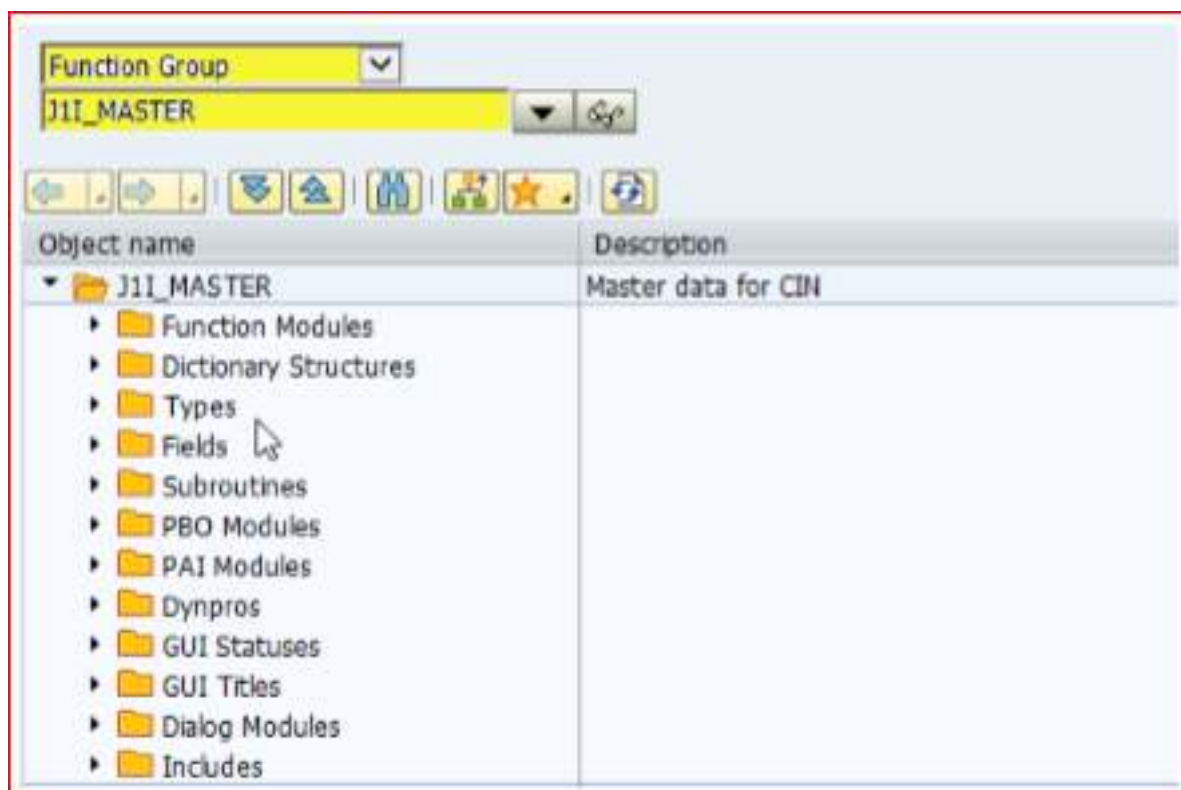 Function Group
J1I_MASTER
Object name Description
J1I_MASTER Master data for CIN
Function Modules
Dictionary Structures
Types
Fields
Subroutines
PBO Modules
PAI Modules
Dynpros
GUI Statuses
GUI Titles
Dialog Modules
Includes